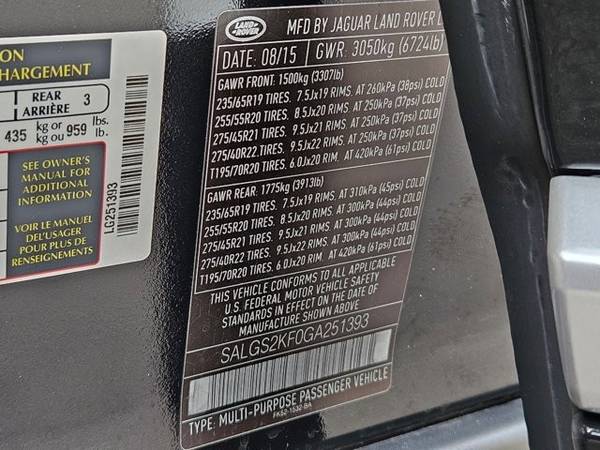 ION
CHARGEMENT
REAR
ARRIÈRE 3
435 kg or kg ou 959 lbs. lb.
SEE OWNER'S
MANUAL FOR
ADDITIONAL
INFORMATION
VOIR LE MANUEL
DE L'USAGER
POUR PLUS DE
RENSEIGNEMENTS
LG251393
LAND ROVER
MFD BY JAGUAR LAND ROVER L
DATE: 08/15 GWR: 3050kg (6724lb)
GAWR FRONT: 1500kg (3307lb)
235/65R19 TIRES. 7.5Jx19 RIMS. AT 260kPa (38psi) COLD
255/55R20 TIRES. 8.5Jx20 RIMS. AT 250kPa (37psi) COLD
275/45R21 TIRES. 9.5Jx21 RIMS. AT 250kPa (37psi) COLD
275/40R22 TIRES. 9.5Jx22 RIMS. AT 250kPa (37psi) COLD
T195/70R20 TIRES. 6.0Jx20 RIM. AT 420kPa (61psi) COLD
GAWR REAR: 1775kg (3913lb)
235/65R19 TIRES. 7.5Jx19 RIMS. AT 310kPa (45psi) COLD
255/55R20 TIRES. 8.5Jx20 RIMS. AT 300kPa (44psi) COLD
275/45R21 TIRES. 9.5Jx21 RIMS. AT 300kPa (44psi) COLD
275/40R22 TIRES. 9.5Jx22 RIMS. AT 300kPa (44psi) COLD
T195/70R20 TIRES. 6.0Jx20 RIM. AT 420kPa (61psi) COLD
THIS VEHICLE CONFORMS TO ALL APPLICABLE
U.S. FEDERAL MOTOR VEHICLE SAFETY
STANDARDS IN EFFECT ON THE DATE OF
MANUFACTURE SHOWN ABOVE.
SALGS2KF0GA251393
TYPE: MULTI-PURPOSE PASSENGER VEHICLE
FK52-1532-BA